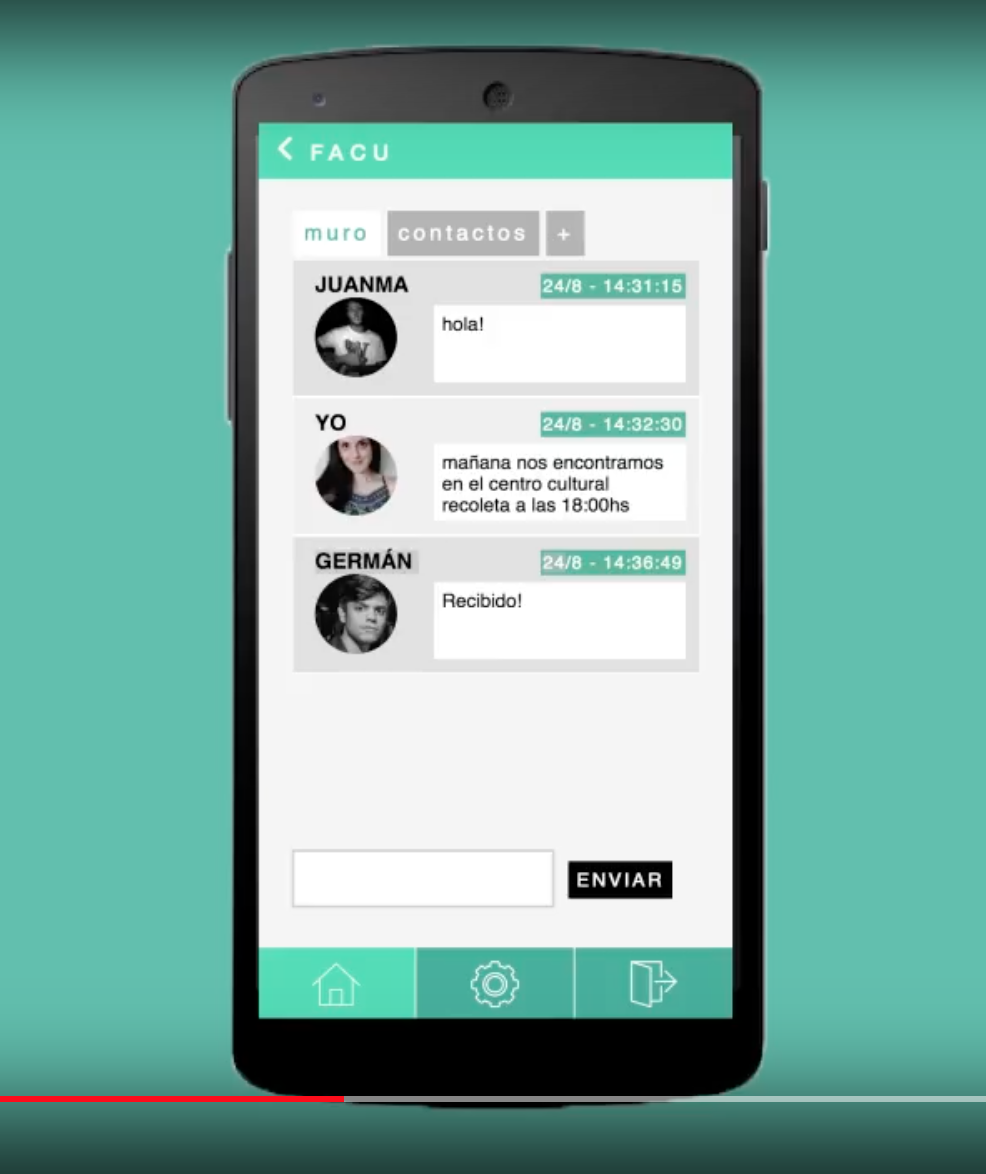 FACU
muro contactos +
JUANMA 24/8 - 14:31:15
hola!
YO 24/8 - 14:32:30
mañana nos encontramos
en el centro cultural
recoleta a las 18:00hs
GERMÁN 24/8 - 14:36:49
Recibido!
ENVIAR